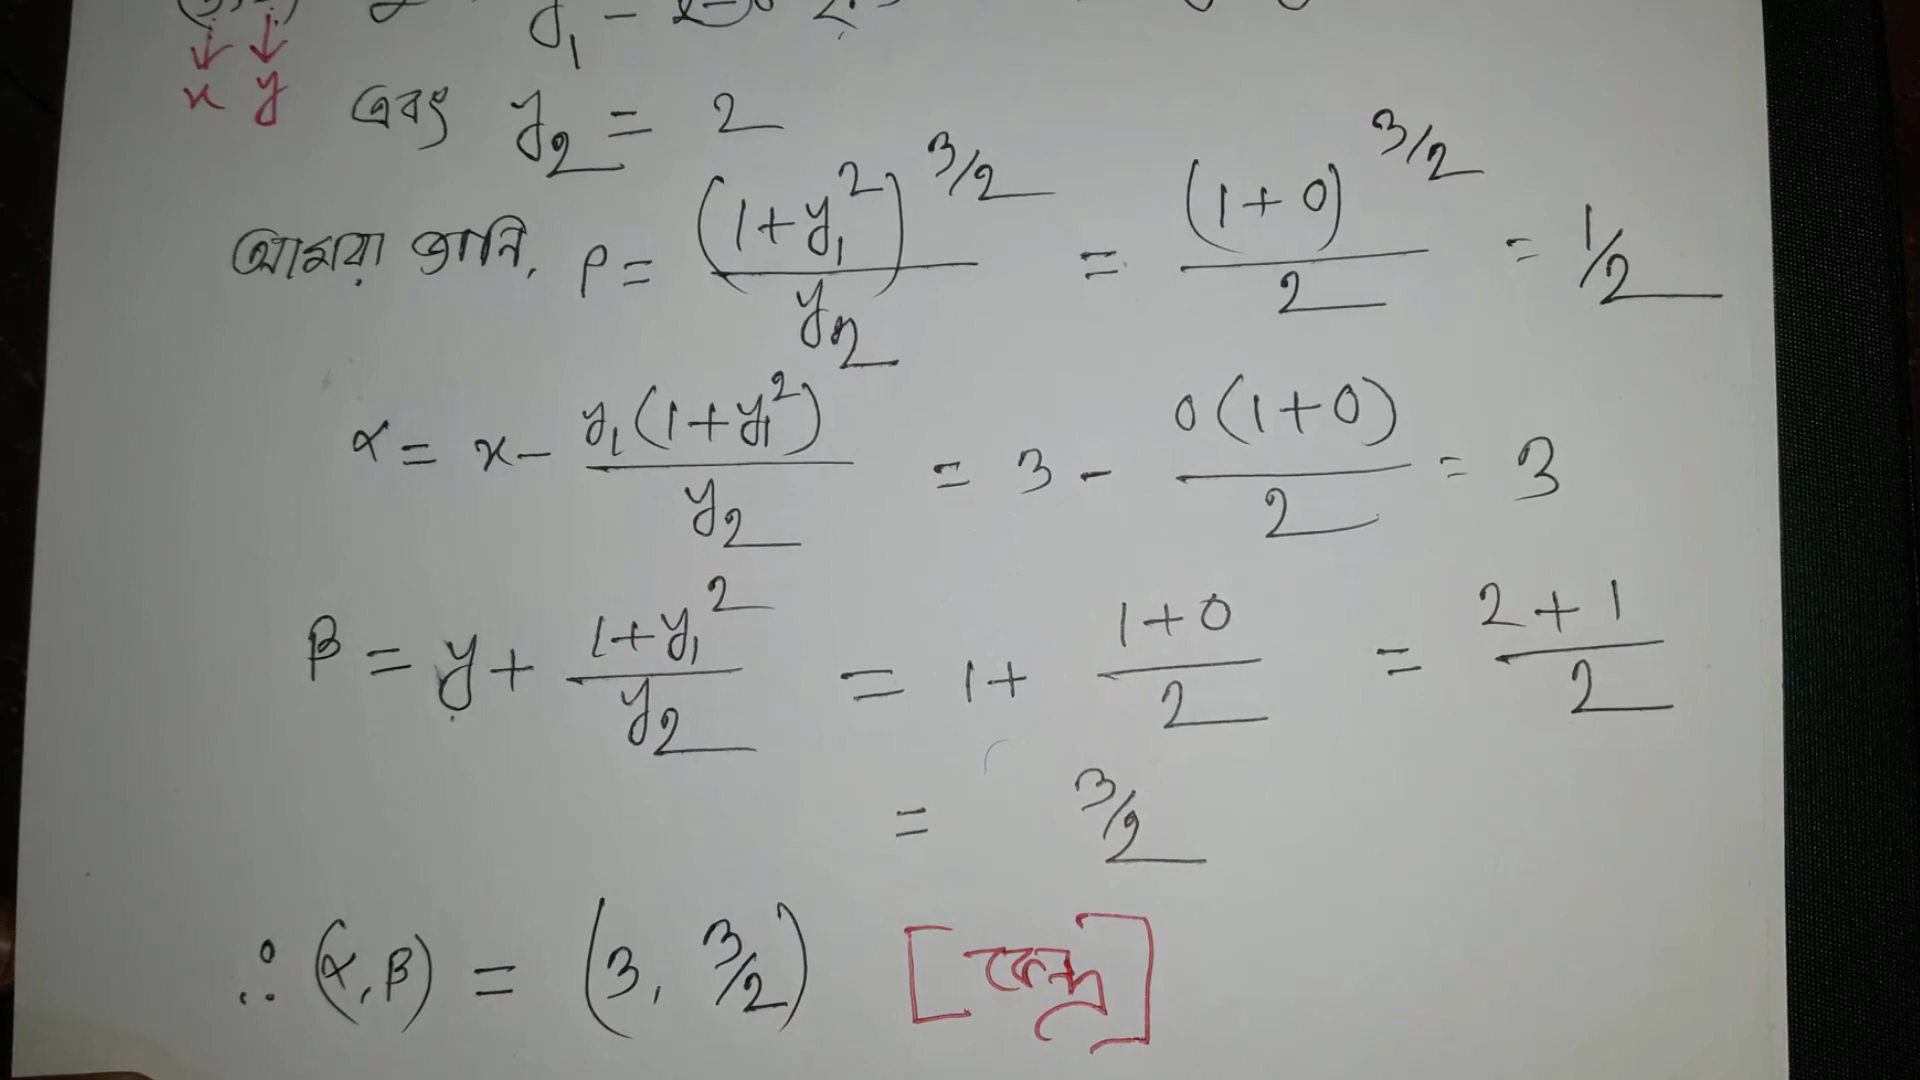 x y এবং y₂ = 2
আমরা জানি, ρ = (1+y₁²)^3/2 / y₂ = (1+0)^3/2 / 2 = 1/2
α = x - y₁(1+y₁²) / y₂ = 3 - 0(1+0) / 2 = 3
β = y + 1+y₁² / y₂ = 1 + 1+0 / 2 = 2+1 / 2
= 3/2
∴ (α, β) = (3, 3/2) [কেন্দ্র]